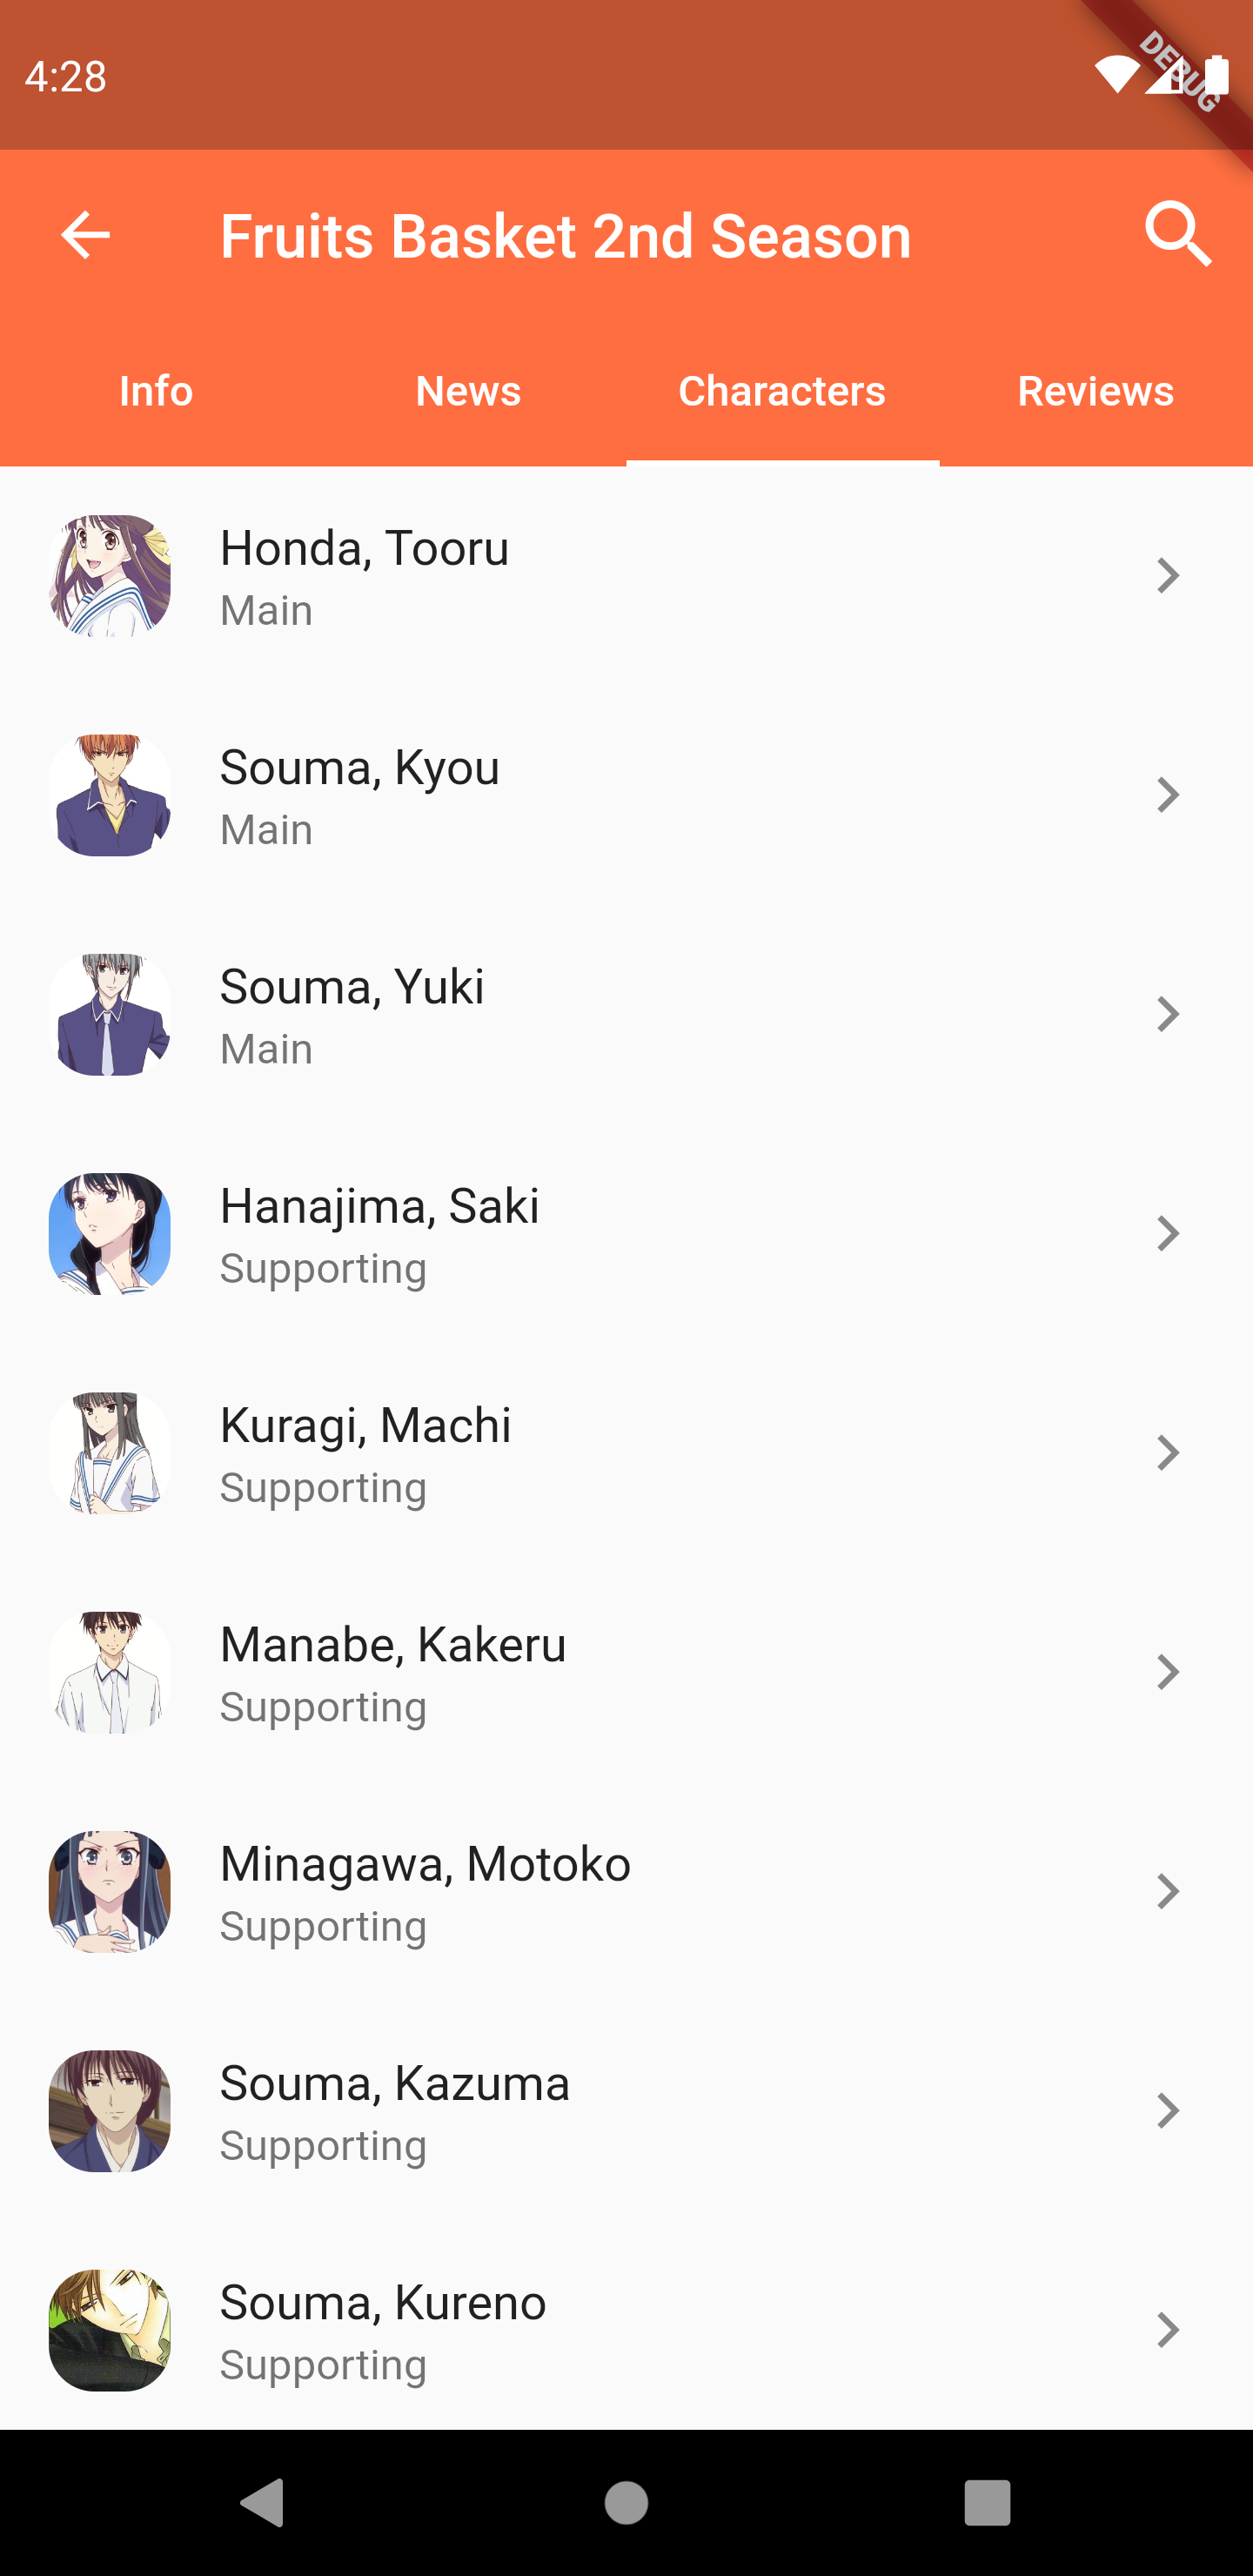 4:28
DEBUG
Fruits Basket 2nd Season
Info News Characters Reviews
Honda, Tooru
Main
Souma, Kyou
Main
Souma, Yuki
Main
Hanajima, Saki
Supporting
Kuragi, Machi
Supporting
Manabe, Kakeru
Supporting
Minagawa, Motoko
Supporting
Souma, Kazuma
Supporting
Souma, Kureno
Supporting